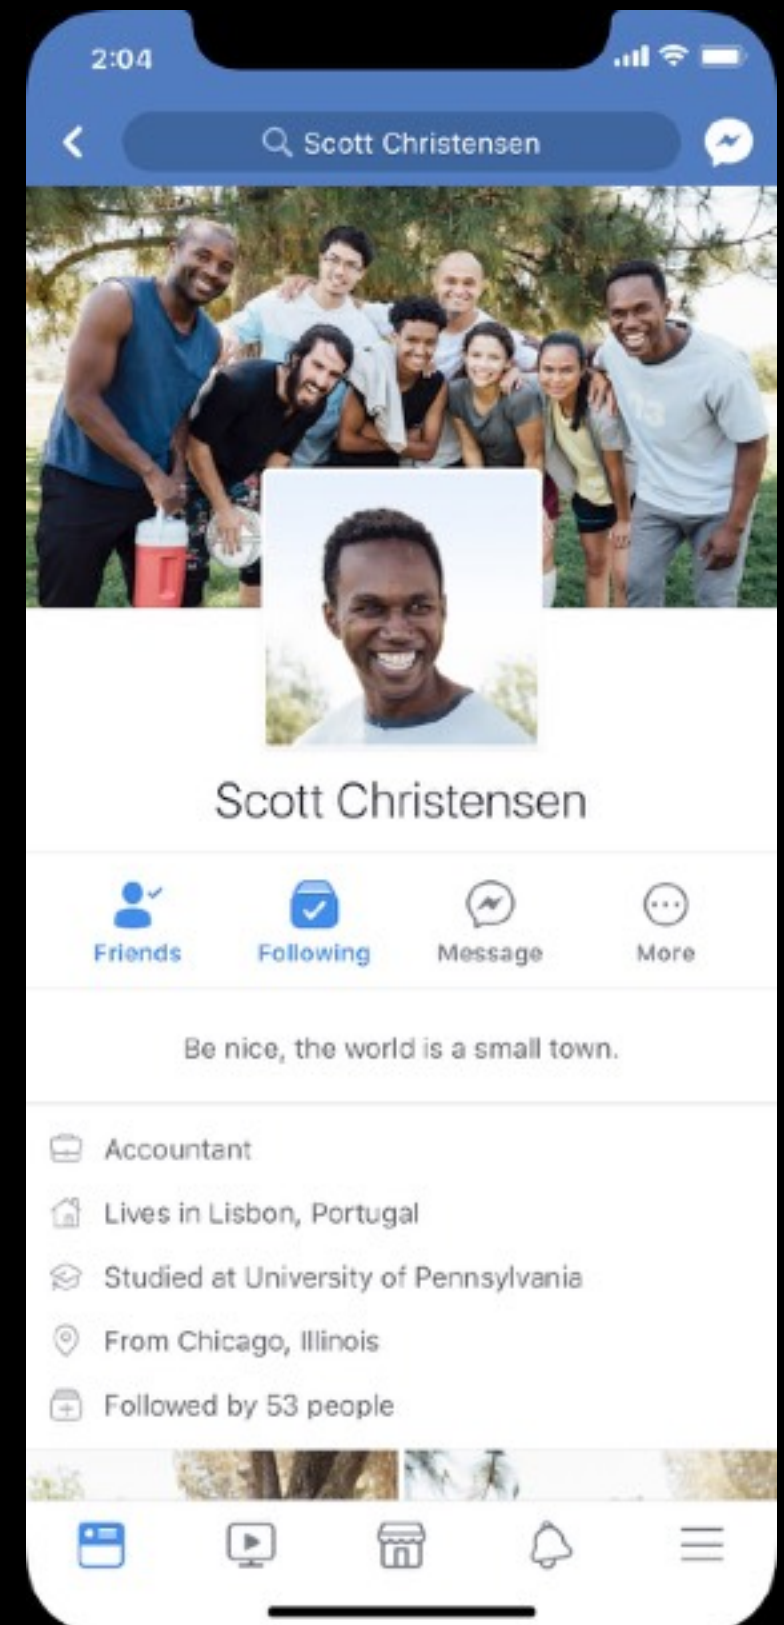 2:04
Scott Christensen
13
Scott Christensen
Friends
Following
Message
More
Be nice, the world is a small town.
Accountant
Lives in Lisbon, Portugal
Studied at University of Pennsylvania
From Chicago, Illinois
Followed by 53 people